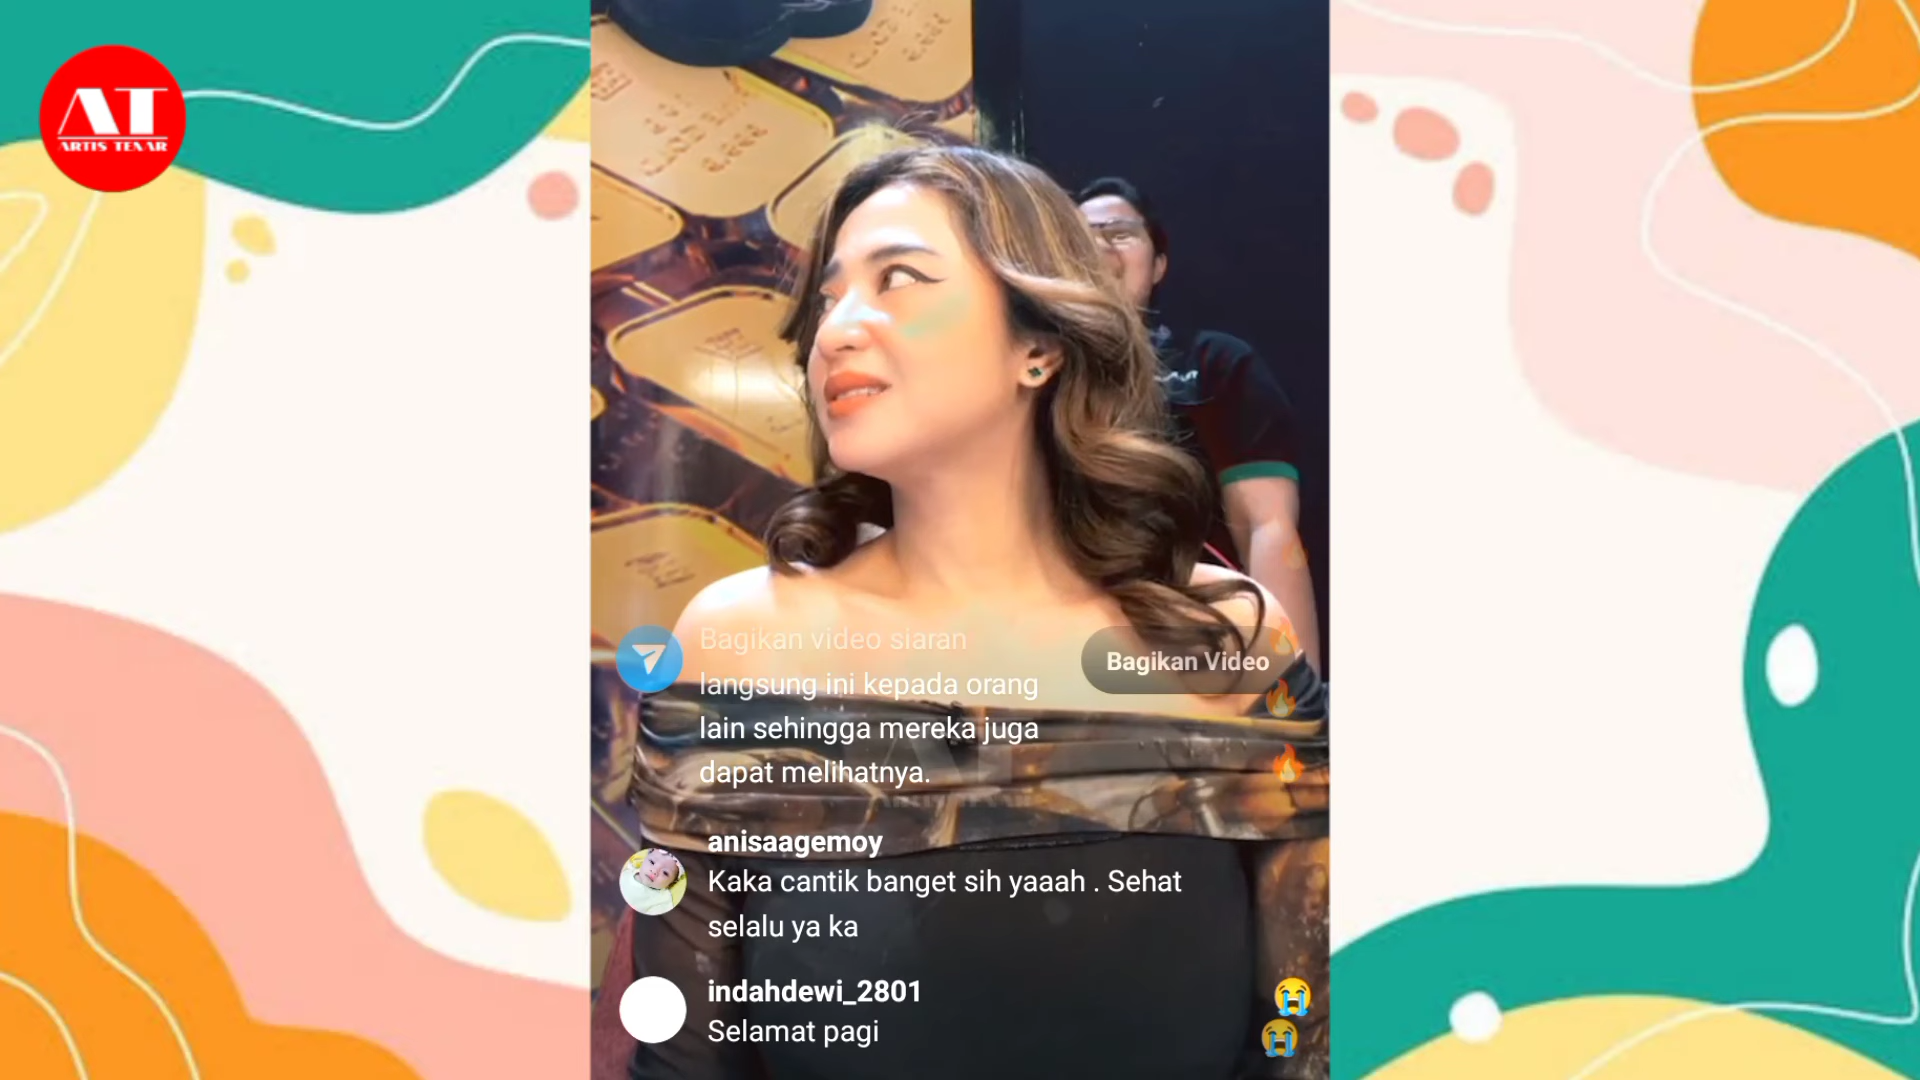 AT
ARTIS TENAR
Bagikan video siaran
langsung ini kepada orang
lain sehingga mereka juga
dapat melihatnya.
Bagikan Video
anisaagemoy
Kaka cantik banget sih yaaah . Sehat
selalu ya ka
indahdewi_2801
Selamat pagi